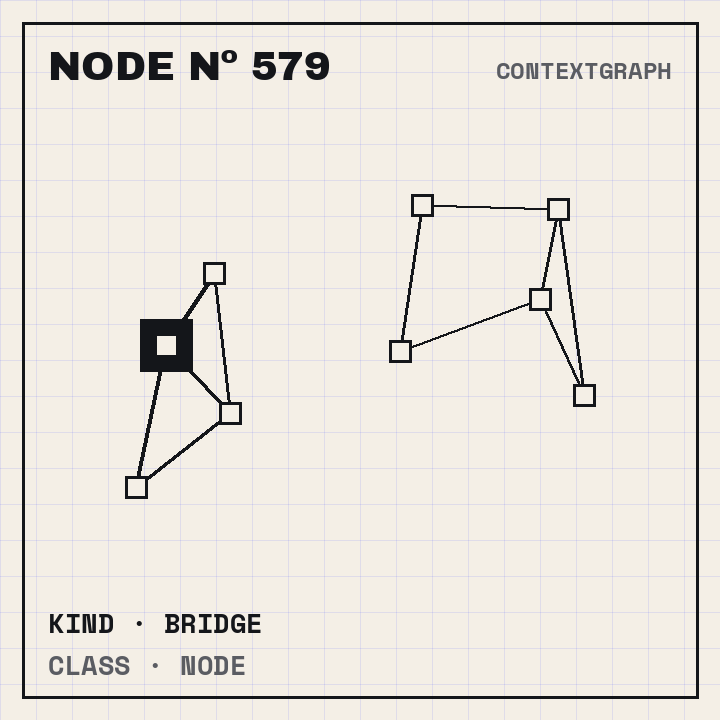 NODE Nº 579
CONTEXTGRAPH
KIND · BRIDGE
CLASS · NODE